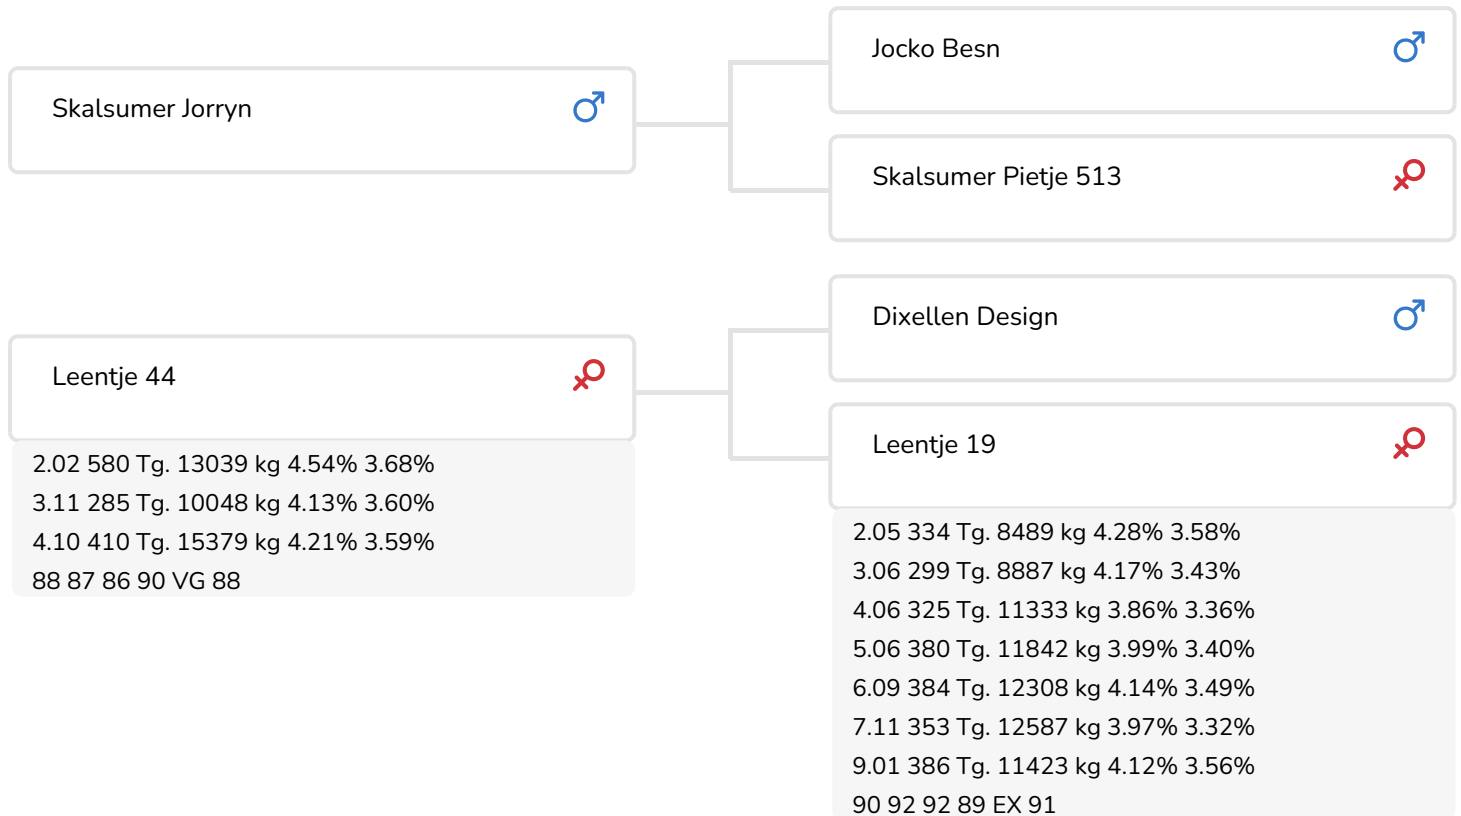 Skalsumer Jorryn
Jocko Besn
Skalsumer Pietje 513
Leentje 44
2.02 580 Tg. 13039 kg 4.54% 3.68%
3.11 285 Tg. 10048 kg 4.13% 3.60%
4.10 410 Tg. 15379 kg 4.21% 3.59%
88 87 86 90 VG 88
Dixellen Design
Leentje 19
2.05 334 Tg. 8489 kg 4.28% 3.58%
3.06 299 Tg. 8887 kg 4.17% 3.43%
4.06 325 Tg. 11333 kg 3.86% 3.36%
5.06 380 Tg. 11842 kg 3.99% 3.40%
6.09 384 Tg. 12308 kg 4.14% 3.49%
7.11 353 Tg. 12587 kg 3.97% 3.32%
9.01 386 Tg. 11423 kg 4.12% 3.56%
90 92 92 89 EX 91